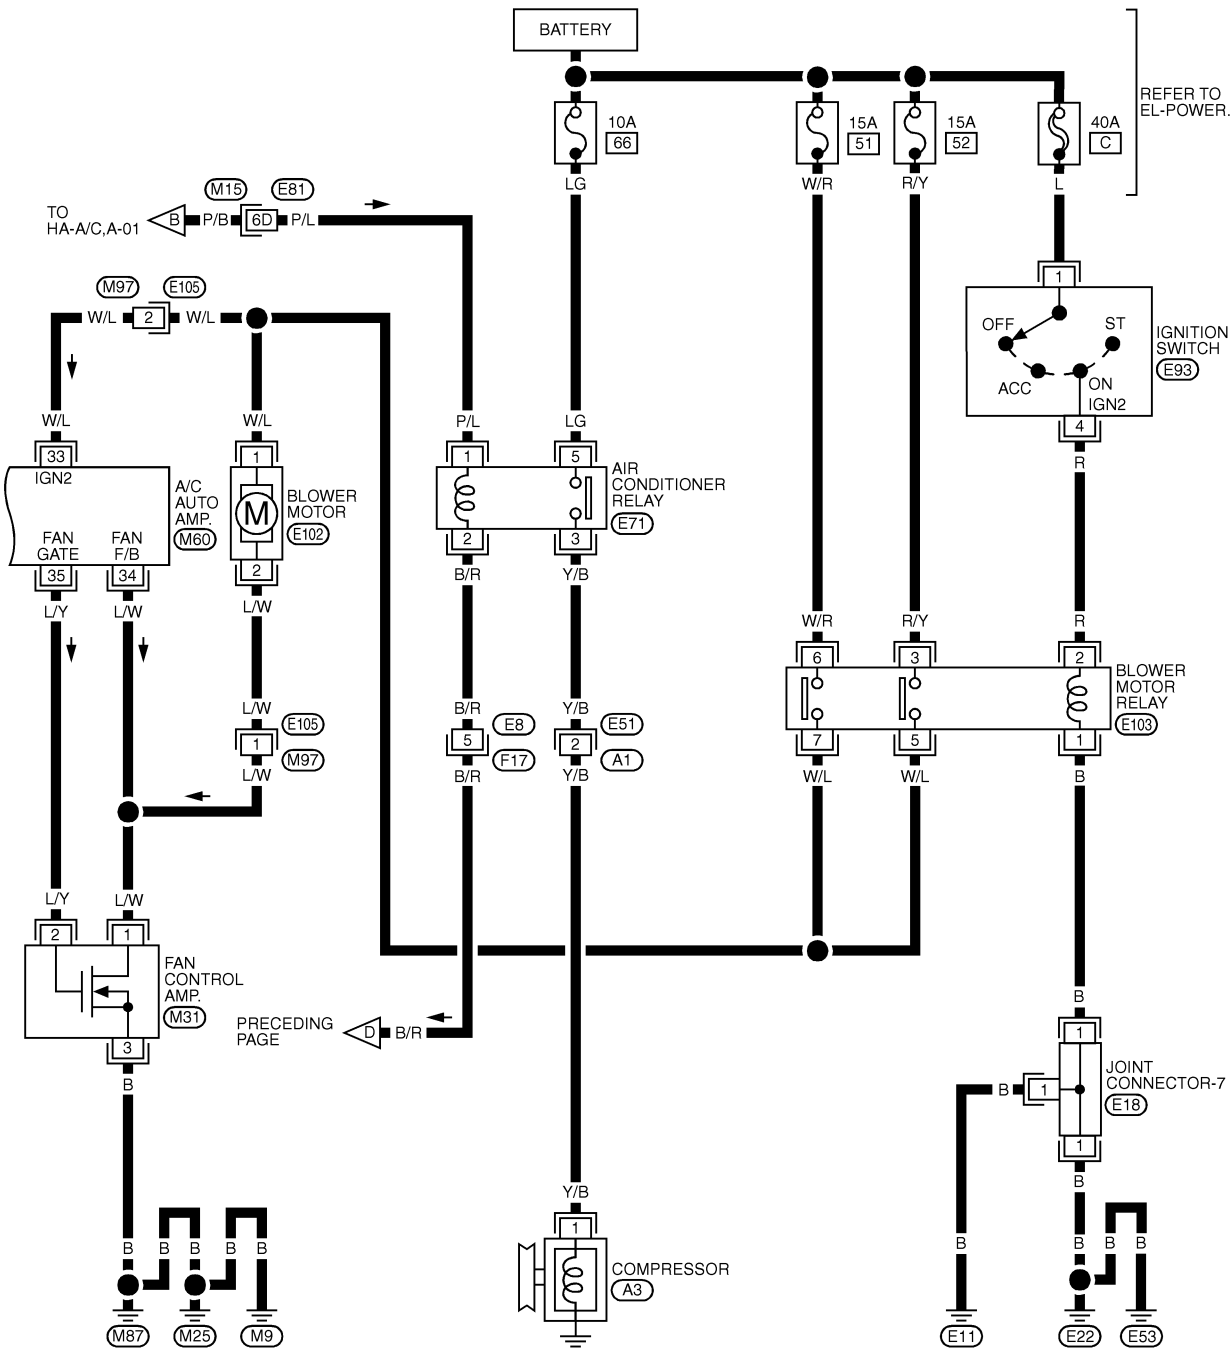 BATTERY
REFER TO
EL-POWER.
10A
66
15A
51
15A
52
40A
C
LG
W/R
R/Y
L
M15
E81
TO
HA-A/C,A-01
B
P/B
6D
P/L
M97
E105
W/L
2
W/L
1
OFF
ST
ACC
ON
IGN2
IGNITION
SWITCH
E93
4
W/L
W/L
P/L
LG
R
33
IGN2
1
1
5
A/C
AUTO
AMP.
M60
FAN
GATE
FAN
F/B
M
BLOWER
MOTOR
E102
AIR
CONDITIONER
RELAY
E71
35
34
2
2
3
L/Y
L/W
L/W
B/R
Y/B
W/R
R/Y
R
6
3
2
BLOWER
MOTOR
RELAY
E103
7
5
1
L/W
B/R
Y/B
E105
1
M97
E8
5
F17
E51
2
A1
L/W
B/R
Y/B
W/L
W/L
B
L/Y
L/W
2
1
FAN
CONTROL
AMP.
M31
3
PRECEDING
PAGE
D
B/R
B
B
1
JOINT
CONNECTOR-7
E18
B
1
1
B
Y/B
1
COMPRESSOR
A3
B
B
B
B
B
B
B
B
B
M87
M25
M9
E11
E22
E53